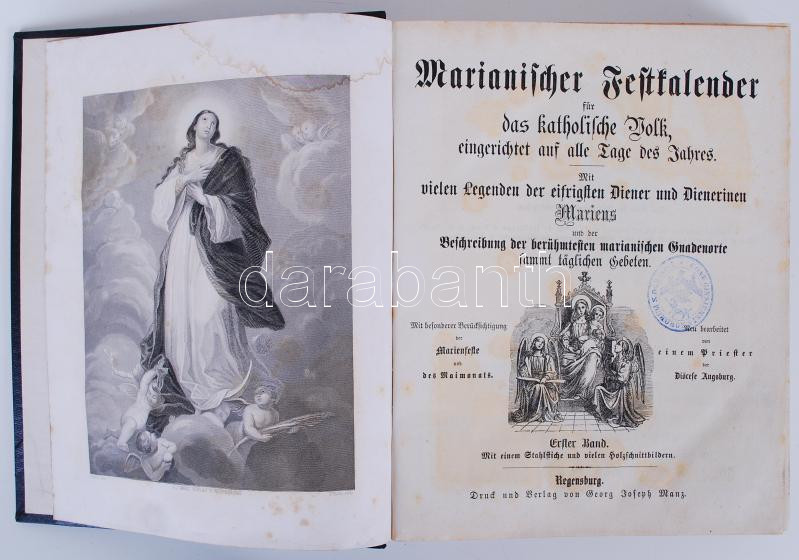 Marianischer Festkalender
für
das katholische Volk,
eingerichtet auf alle Tage des Jahres.
Mit
vielen Legenden der eifrigsten Diener und Dienerinen
Mariens
und der
Beschreibung der berühmtesten marianischen Gnadenorte
sammt täglichen Gebeten.
Mit besonderer Berücksichtigung
der
Marienfeste
und
des Maimonats.
Neu bearbeitet
von
einem Priester
der
Diöcese Augsburg.
Erster Band.
Mit einem Stahlstiche und vielen Holzschnittbildern.
Regensburg.
Druck und Verlag von Georg Joseph Manz.
darabanth